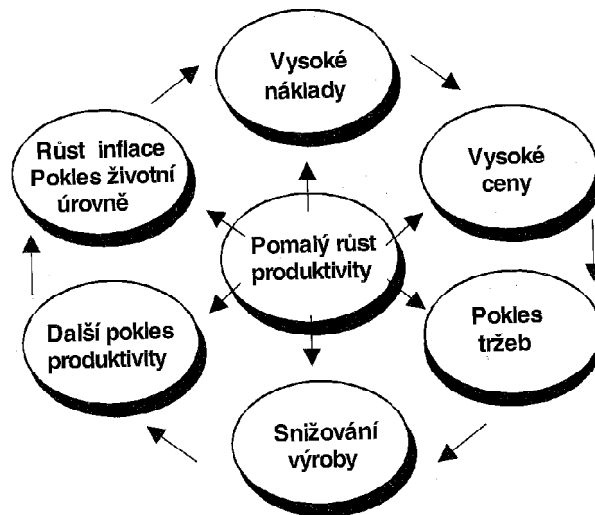 Vysoké
náklady
Růst inflace
Pokles životní
úrovně
Vysoké
ceny
Pomalý růst
produktivity
Další pokles
produktivity
Pokles
tržeb
Snižování
výroby